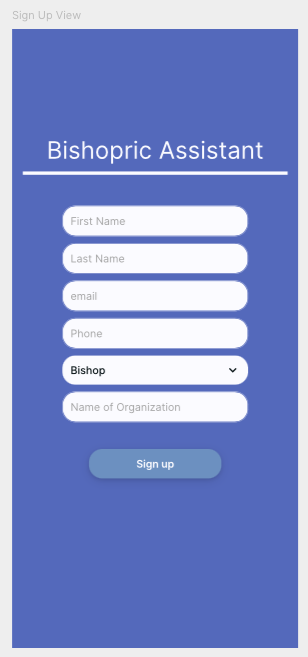 Sign Up View
Bishopric Assistant
First Name
Last Name
email
Phone
Bishop
Name of Organization
Sign up